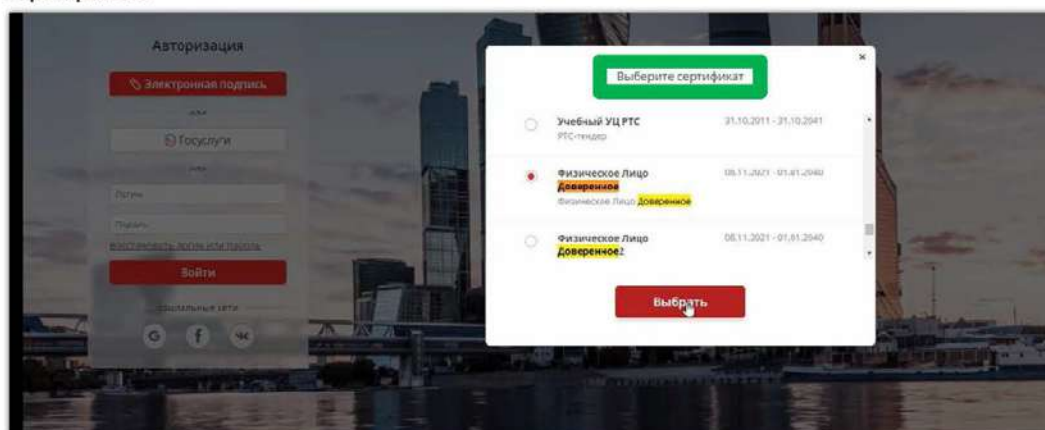 Авторизация
Электронная подпись
или
Госуслуги
или
Логин
Пароль
Восстановить логин или пароль
Войти
социальные сети
G f
Выберите сертификат
×
Учебный УЦ РТС 31.10.2011 - 31.10.2041
РТС-тендер
Физическое Лицо 08.11.2021 - 01.01.2040
Доверенное
Физическое Лицо Доверенное
Физическое Лицо 08.11.2021 - 01.01.2040
Доверенное2
Выбрать